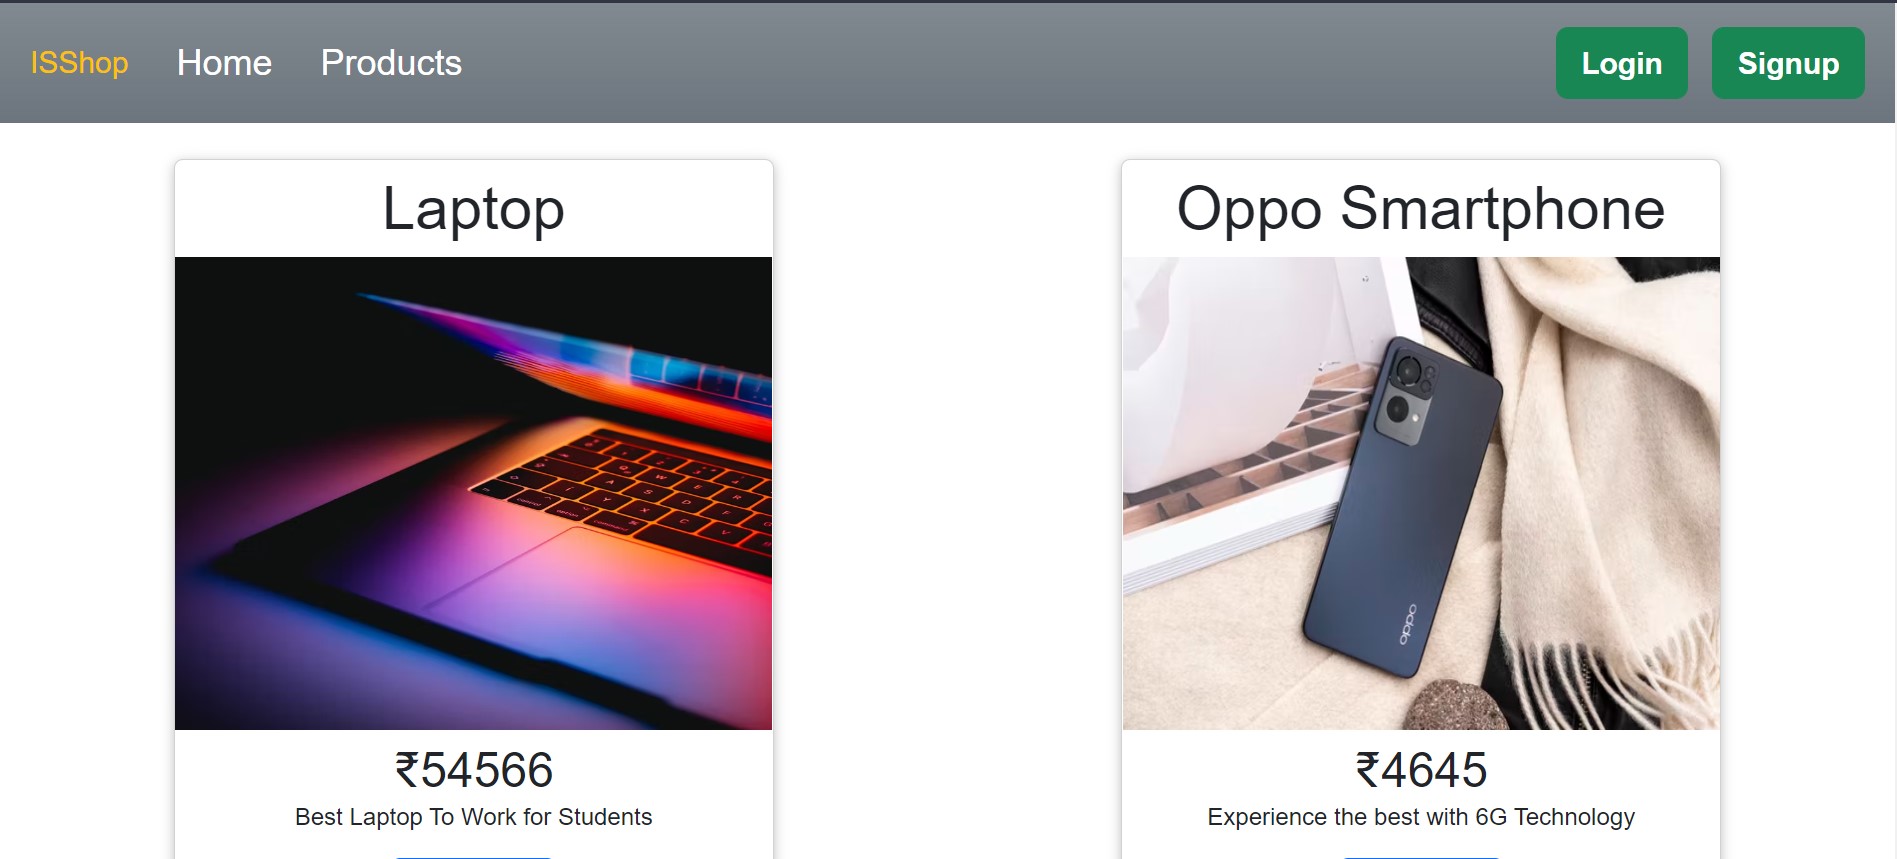 ISShop Home Products Login Signup
Laptop
Oppo Smartphone
oppo
₹54566
Best Laptop To Work for Students
₹4645
Experience the best with 6G Technology